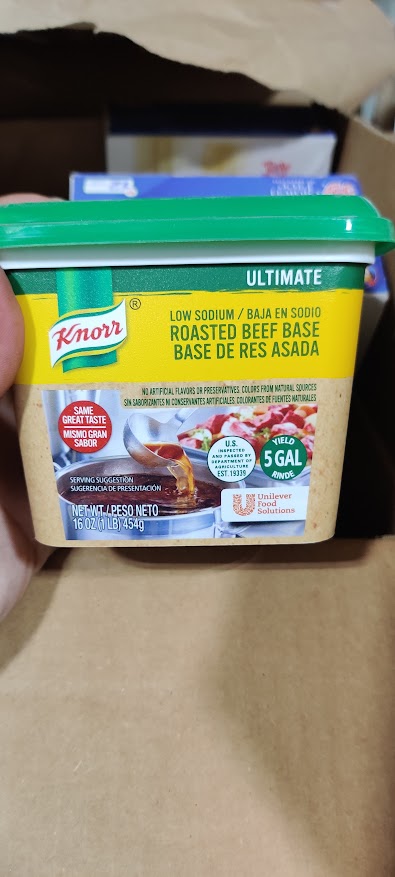 ULTIMATE
Knorr®
LOW SODIUM / BAJA EN SODIO
ROASTED BEEF BASE
BASE DE RES ASADA
NO ARTIFICIAL FLAVORS OR PRESERVATIVES, COLORS FROM NATURAL SOURCES
SIN SABORIZANTES NI CONSERVANTES ARTIFICIALES, COLORANTES DE FUENTES NATURALES
SAME
GREAT TASTE
MISMO GRAN
SABOR
U.S.
INSPECTED
AND PASSED BY
DEPARTMENT OF
AGRICULTURE
EST. 19339
YIELD
5 GAL
RINDE
SERVING SUGGESTION
SUGERENCIA DE PRESENTACIÓN
NET WT./PESO NETO
16 OZ (1 LB) 454g
Unilever
Food
Solutions